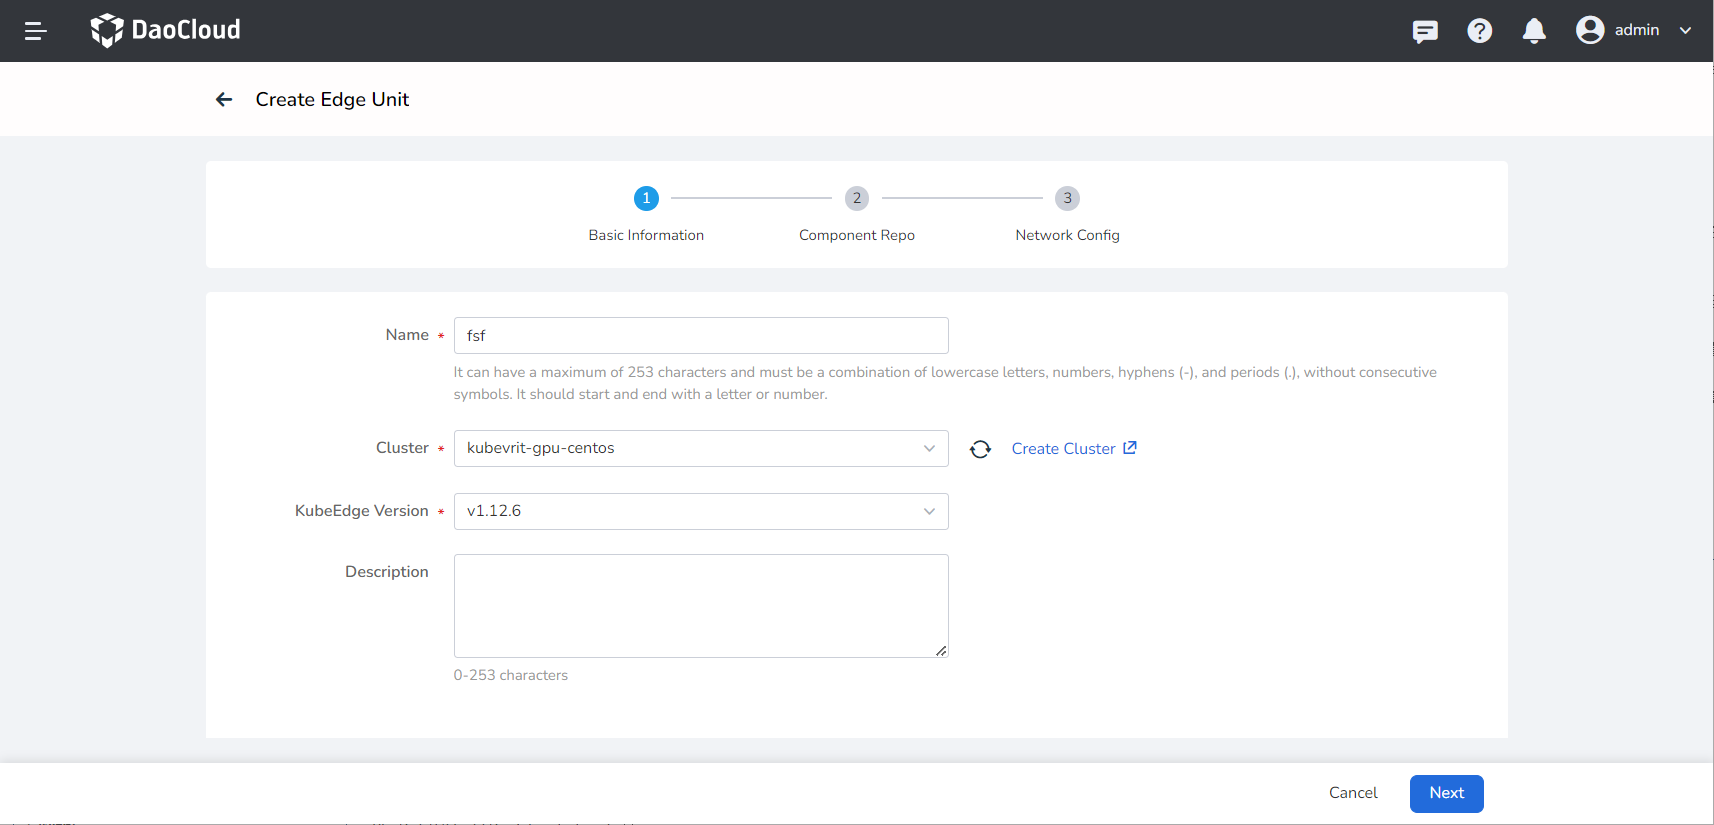 DaoCloud
admin
Create Edge Unit
1
2
3
Basic Information
Component Repo
Network Config
Name *
fsf
It can have a maximum of 253 characters and must be a combination of lowercase letters, numbers, hyphens (-), and periods (.), without consecutive
symbols. It should start and end with a letter or number.
Cluster *
kubevrit-gpu-centos
Create Cluster
KubeEdge Version *
v1.12.6
Description
0-253 characters
Cancel
Next